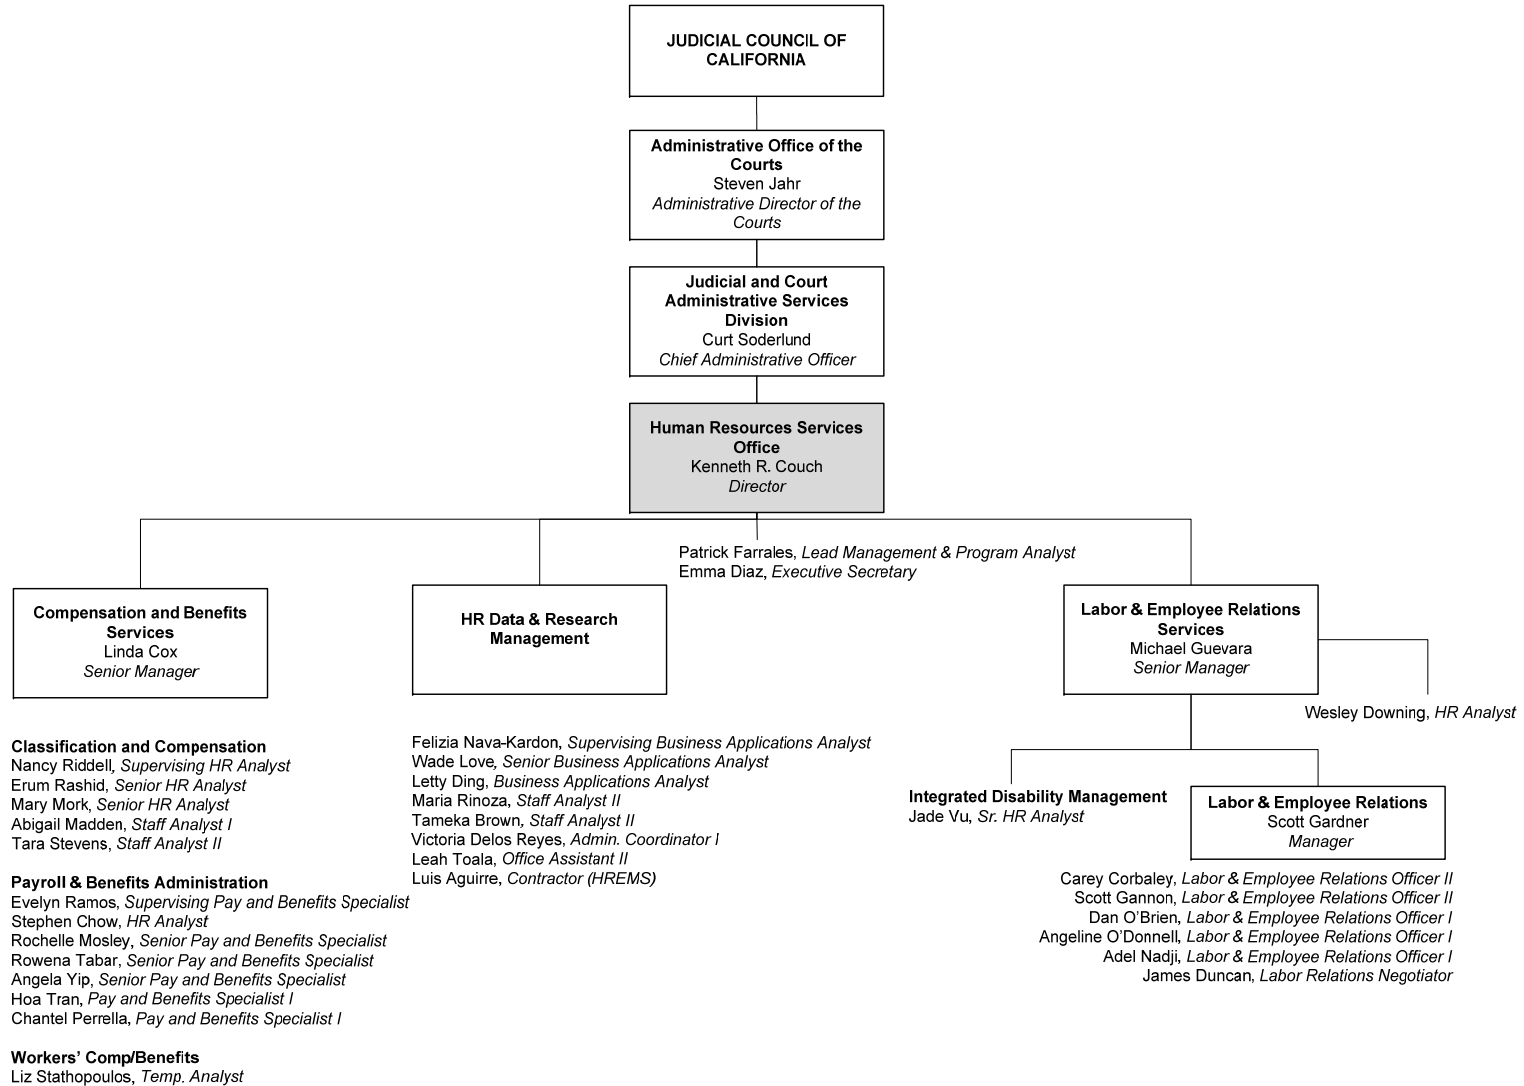 JUDICIAL COUNCIL OF
CALIFORNIA
Administrative Office of the
Courts
Steven Jahr
Administrative Director of the
Courts
Judicial and Court
Administrative Services
Division
Curt Soderlund
Chief Administrative Officer
Human Resources Services
Office
Kenneth R. Couch
Director
Patrick Farrales, Lead Management & Program Analyst
Emma Diaz, Executive Secretary
Compensation and Benefits
Services
Linda Cox
Senior Manager
Classification and Compensation
Nancy Riddell, Supervising HR Analyst
Erum Rashid, Senior HR Analyst
Mary Mork, Senior HR Analyst
Abigail Madden, Staff Analyst I
Tara Stevens, Staff Analyst II
Payroll & Benefits Administration
Evelyn Ramos, Supervising Pay and Benefits Specialist
Stephen Chow, HR Analyst
Rochelle Mosley, Senior Pay and Benefits Specialist
Rowena Tabar, Senior Pay and Benefits Specialist
Angela Yip, Senior Pay and Benefits Specialist
Hoa Tran, Pay and Benefits Specialist I
Chantel Perrella, Pay and Benefits Specialist I
Workers’ Comp/Benefits
Liz Stathopoulos, Temp. Analyst
HR Data & Research
Management
Felizia Nava-Kardon, Supervising Business Applications Analyst
Wade Love, Senior Business Applications Analyst
Letty Ding, Business Applications Analyst
Maria Rinoza, Staff Analyst II
Tameka Brown, Staff Analyst II
Victoria Delos Reyes, Admin. Coordinator I
Leah Toala, Office Assistant II
Luis Aguirre, Contractor (HREMS)
Labor & Employee Relations
Services
Michael Guevara
Senior Manager
Wesley Downing, HR Analyst
Integrated Disability Management
Jade Vu, Sr. HR Analyst
Labor & Employee Relations
Scott Gardner
Manager
Carey Corbaley, Labor & Employee Relations Officer II
Scott Gannon, Labor & Employee Relations Officer II
Dan O’Brien, Labor & Employee Relations Officer I
Angeline O’Donnell, Labor & Employee Relations Officer I
Adel Nadji, Labor & Employee Relations Officer I
James Duncan, Labor Relations Negotiator